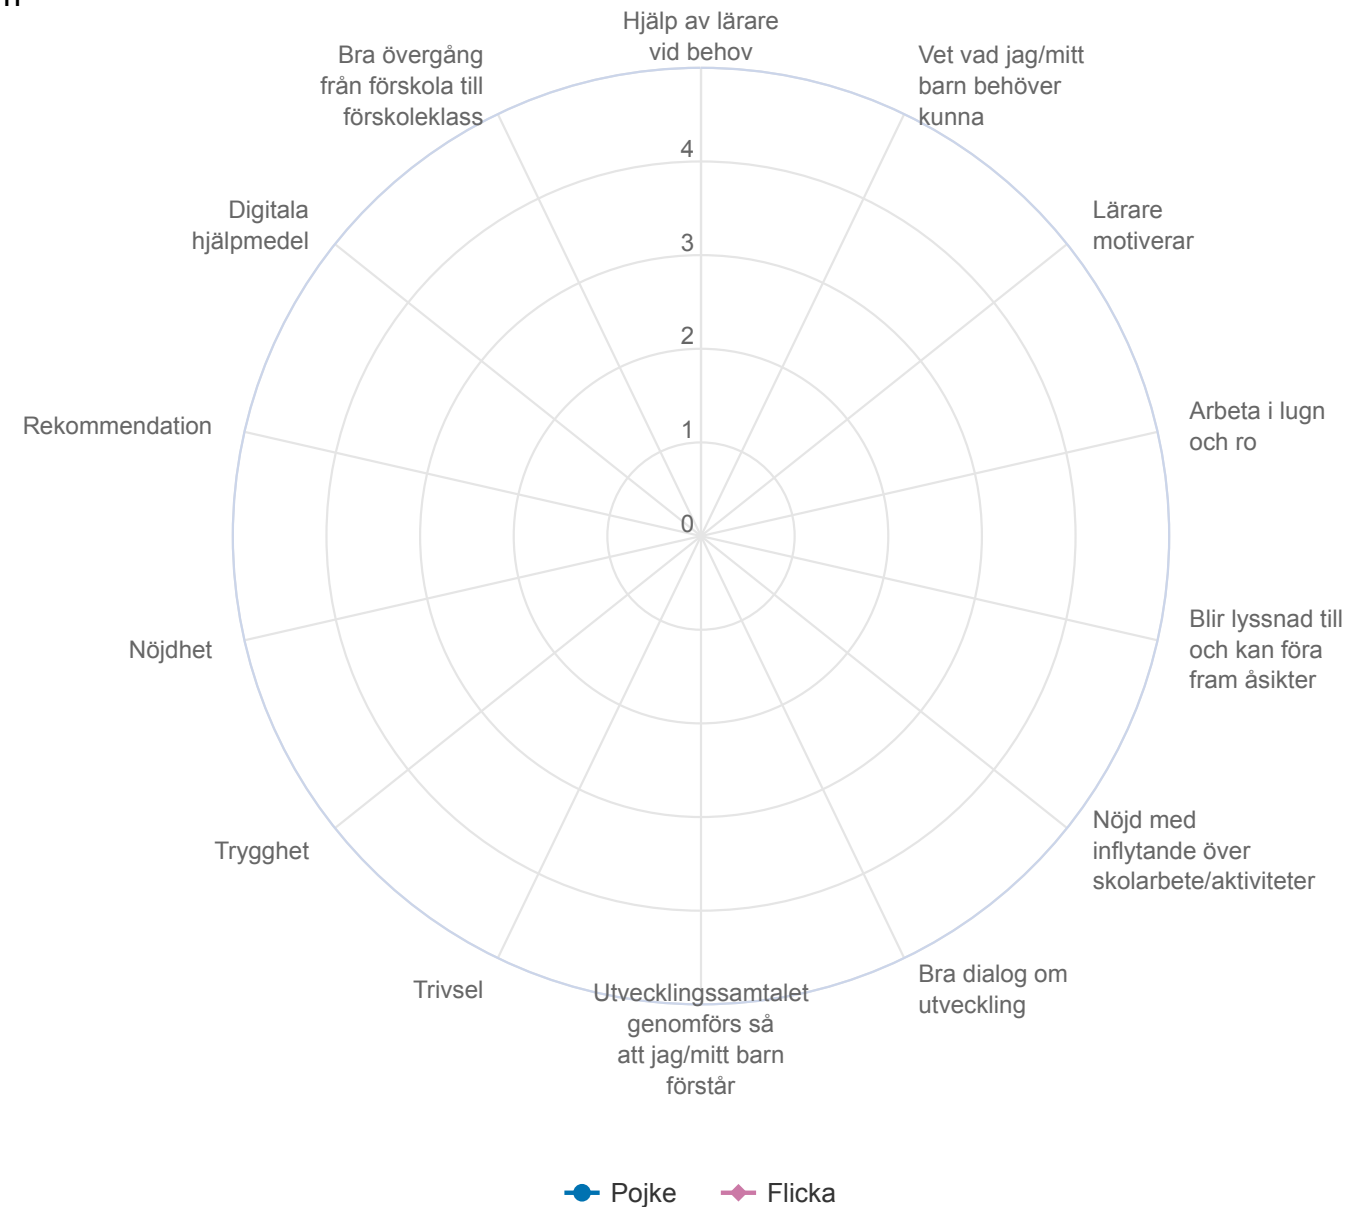 Hjälp av lärare
vid behov
Vet vad jag/mitt
barn behöver
kunna
Lärare
motiverar
Arbeta i lugn
och ro
Blir lyssnad till
och kan föra
fram åsikter
Nöjd med
inflytande över
skolarbete/aktiviteter
Bra dialog om
utveckling
Utvecklingssamtalet
genomförs så
att jag/mitt barn
förstår
Trivsel
Trygghet
Nöjdhet
Rekommendation
Digitala
hjälpmedel
Bra övergång
från förskola till
förskoleklass
4
3
2
1
0
Pojke
Flicka